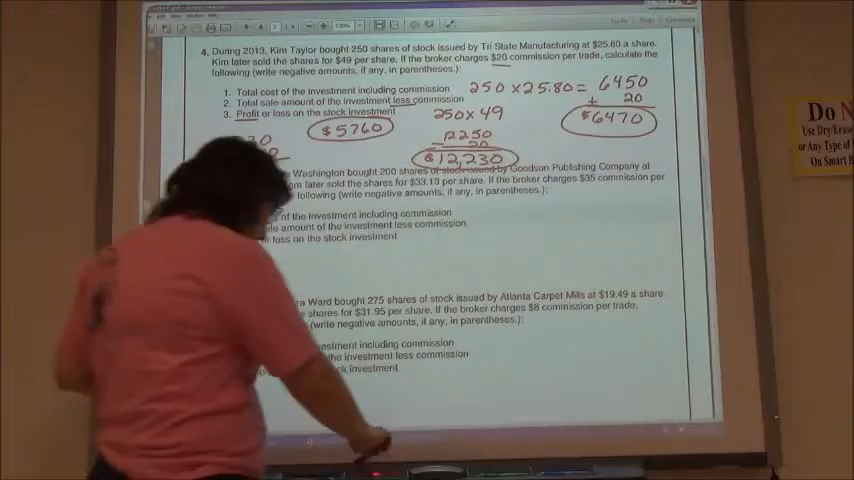 4. During 2013, Kim Taylor bought 250 shares of stock issued by Tri State Manufacturing at $25.80 a share.
Kim later sold the shares for $49 per share. If the broker charges $20 commission per trade, calculate the
following (write negative amounts, if any, in parentheses.):
1. Total cost of the investment including commission
250 x 25.80 = 6450
+ 20
$6470
2. Total sale amount of the investment less commission
3. Profit or loss on the stock investment
250 x 49
12250
- 20
$12,230
$5760
Washington bought 200 shares of stock issued by Goodson Publishing Company at
later sold the shares for $33.13 per share. If the broker charges $35 commission per
following (write negative amounts, if any, in parentheses.):
of the investment including commission
amount of the investment less commission
or loss on the stock investment
Ward bought 275 shares of stock issued by Atlanta Carpet Mills at $19.49 a share.
shares for $31.95 per share. If the broker charges $8 commission per trade,
(write negative amounts, if any, in parentheses.):
investment including commission
the investment less commission
stock investment
Do N
Use Dry/Erase
or Any Type of
on Smart B